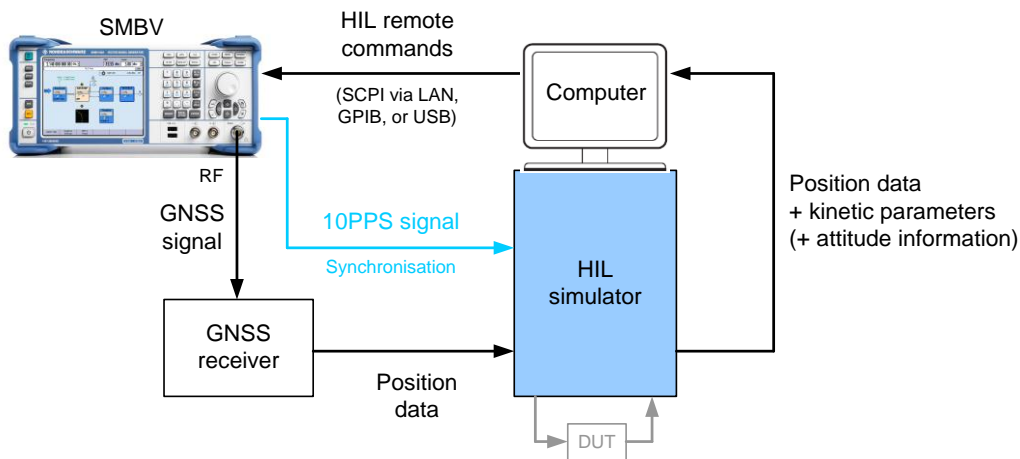 SMBV
HIL remote
commands
(SCPI via LAN,
GPIB, or USB)
Computer
RF
GNSS
signal
10PPS signal
Synchronisation
Position data
+ kinetic parameters
(+ attitude information)
HIL
simulator
GNSS
receiver
Position
data
DUT